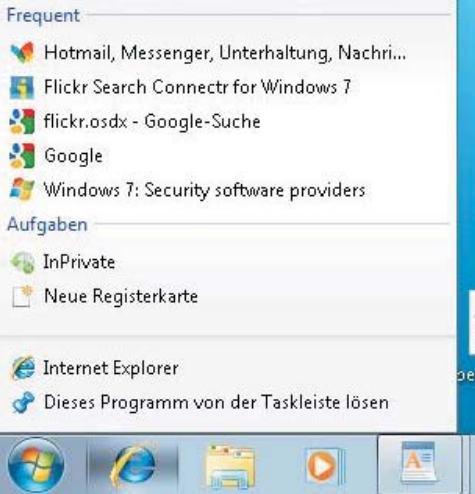 Frequent
Hotmail, Messenger, Unterhaltung, Nachri...
Flickr Search Connectr for Windows 7
flickr.osdx - Google-Suche
Google
Windows 7: Security software providers
Aufgaben
InPrivate
Neue Registerkarte
Internet Explorer
Dieses Programm von der Taskleiste lösen